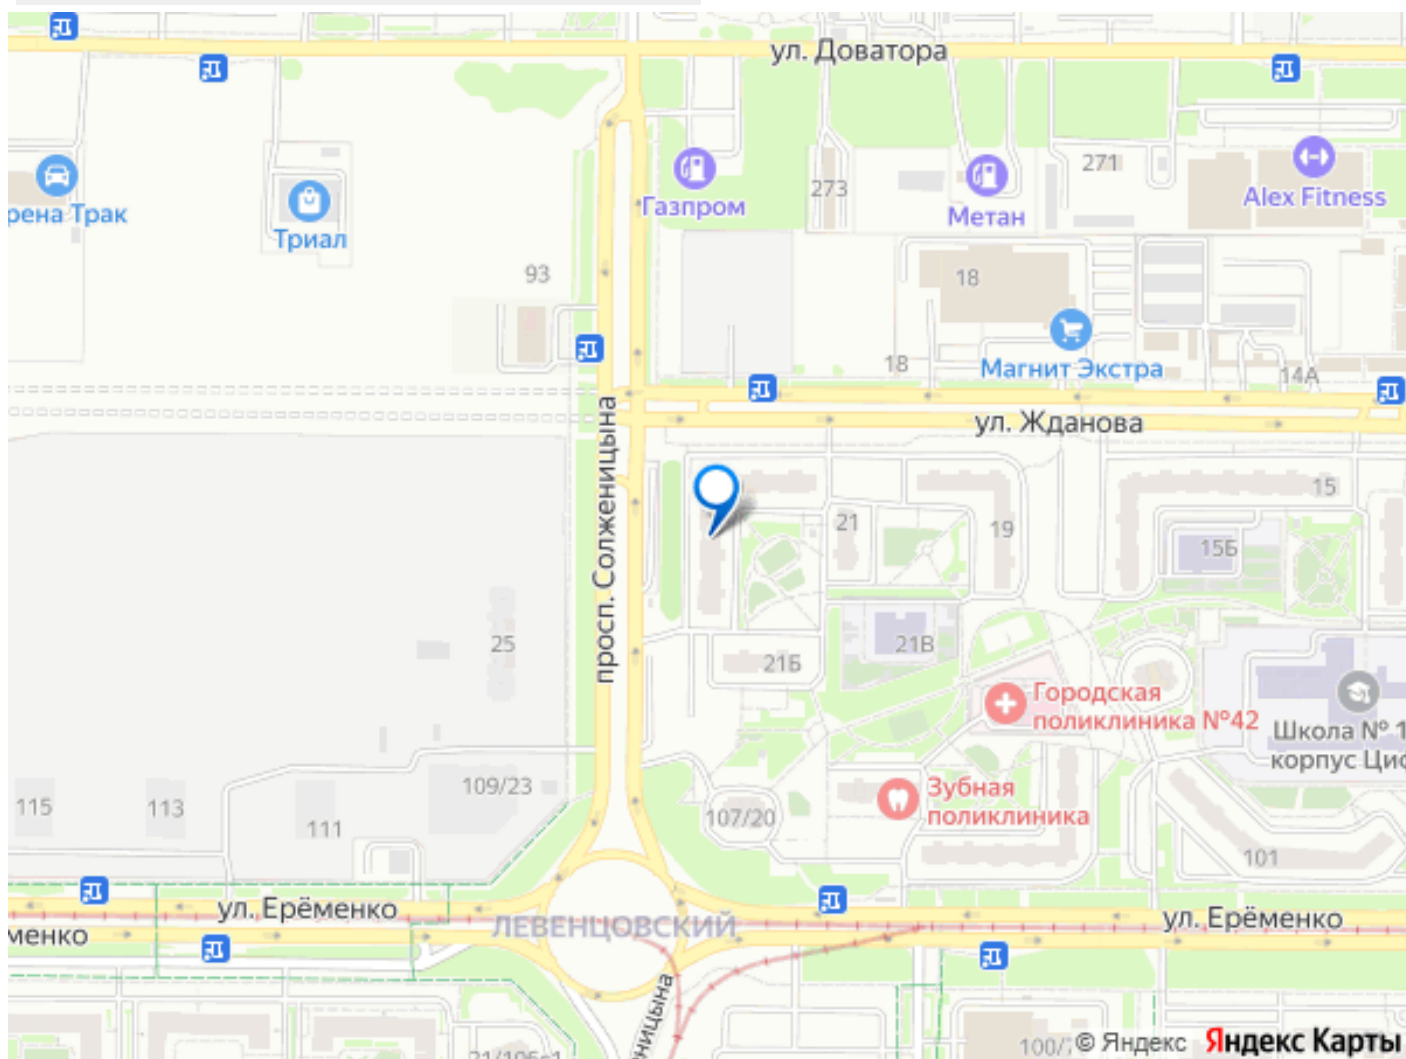 ул. Доватора
Газпром
273
Метан
271
Alex Fitness
рена Трак
Триал
93
18
18
Магнит Экстра
14А
ул. Жданова
просп. Солженицына
15
21
19
15Б
25
21Б
21В
Городская
поликлиника №42
Школа № 1
корпус Циф
109/23
115
113
111
107/20
Зубная
поликлиника
101
ул. Ерёменко
ЛЕВЕНЦОВСКИЙ
ул. Ерёменко
менко
ницына
© Яндекс Яндекс Карты